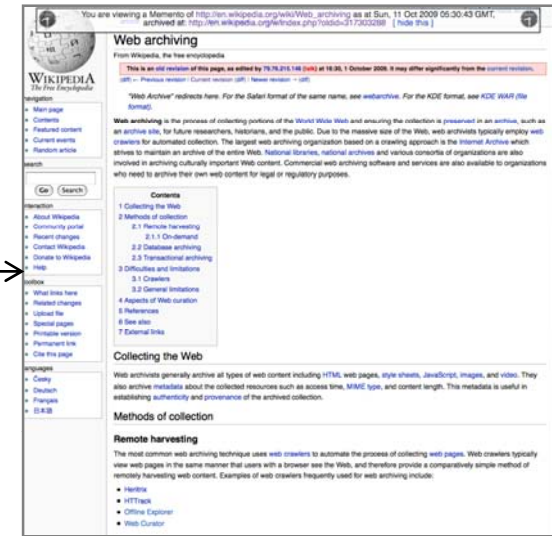 You are viewing a Memento of http://en.wikipedia.org/wiki/Web_archiving as at Sun, 11 Oct 2009 05:30:43 GMT,
archived at: http://en.wikipedia.org/w/index.php?oldid=317303288 [ hide this ]
WIKIPEDIA
The Free Encyclopedia
navigation
Main page
Contents
Featured content
Current events
Random article
search
Go Search
interaction
About Wikipedia
Community portal
Recent changes
Contact Wikipedia
Donate to Wikipedia
Help
toolbox
What links here
Related changes
Upload file
Special pages
Printable version
Permanent link
Cite this page
languages
Česky
Deutsch
Français
日本語
Web archiving
From Wikipedia, the free encyclopedia
This is an old revision of this page, as edited by (talk) at 16:30, 1 October 2009. It may differ significantly from the current revision.
(diff) ← Previous revision | Current revision (diff) | Newer revision → (diff)
"Web Archive" redirects here. For the Safari format of the same name, see webarchive. For the KDE format, see KDE WAR (file
format).
Web archiving is the process of collecting portions of the World Wide Web and ensuring the collection is preserved in an archive, such as
an archive site, for future researchers, historians, and the public. Due to the massive size of the Web, web archivists typically employ web
crawlers for automated collection. The largest web archiving organization based on a crawling approach is the Internet Archive which
strives to maintain an archive of the entire Web. National libraries, national archives and various consortia of organizations are also
involved in archiving culturally important Web content. Commercial web archiving software and services are also available to organizations
who need to archive their own web content for legal or regulatory purposes.
Contents
1 Collecting the Web
2 Methods of collection
2.1 Remote harvesting
2.1.1 On-demand
2.2 Database archiving
2.3 Transactional archiving
3 Difficulties and limitations
3.1 Crawlers
3.2 General limitations
4 Aspects of Web curation
5 References
6 See also
7 External links
Collecting the Web
Web archivists generally archive all types of web content including HTML web pages, style sheets, JavaScript, images, and video. They
also archive metadata about the collected resources such as access time, MIME type, and content length. This metadata is useful in
establishing authenticity and provenance of the archived collection.
Methods of collection
Remote harvesting
The most common web archiving technique uses web crawlers to automate the process of collecting web pages. Web crawlers typically
view web pages in the same manner that users with a browser see the Web, and therefore provide a comparatively simple method of
remotely harvesting web content. Examples of web crawlers frequently used for web archiving include:
Heritrix
HTTrack
Offline Explorer
Web Curator